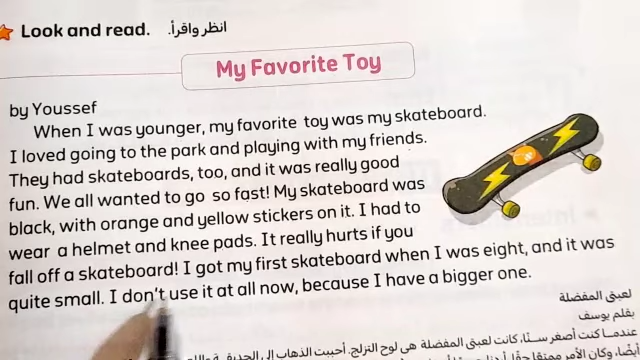 Look and read. انظر واقرأ.
My Favorite Toy
by Youssef
When I was younger, my favorite toy was my skateboard.
I loved going to the park and playing with my friends.
They had skateboards, too, and it was really good
fun. We all wanted to go so fast! My skateboard was
black, with orange and yellow stickers on it. I had to
wear a helmet and knee pads. It really hurts if you
fall off a skateboard! I got my first skateboard when I was eight, and it was
quite small. I don't use it at all now, because I have a bigger one.
لعبتى المفضلة
بقلم يوسف
عندما كنت أصغر سنًا، كانت لعبتى المفضلة هى لوح التزلج. أحببت الذهاب إلى الحديقة